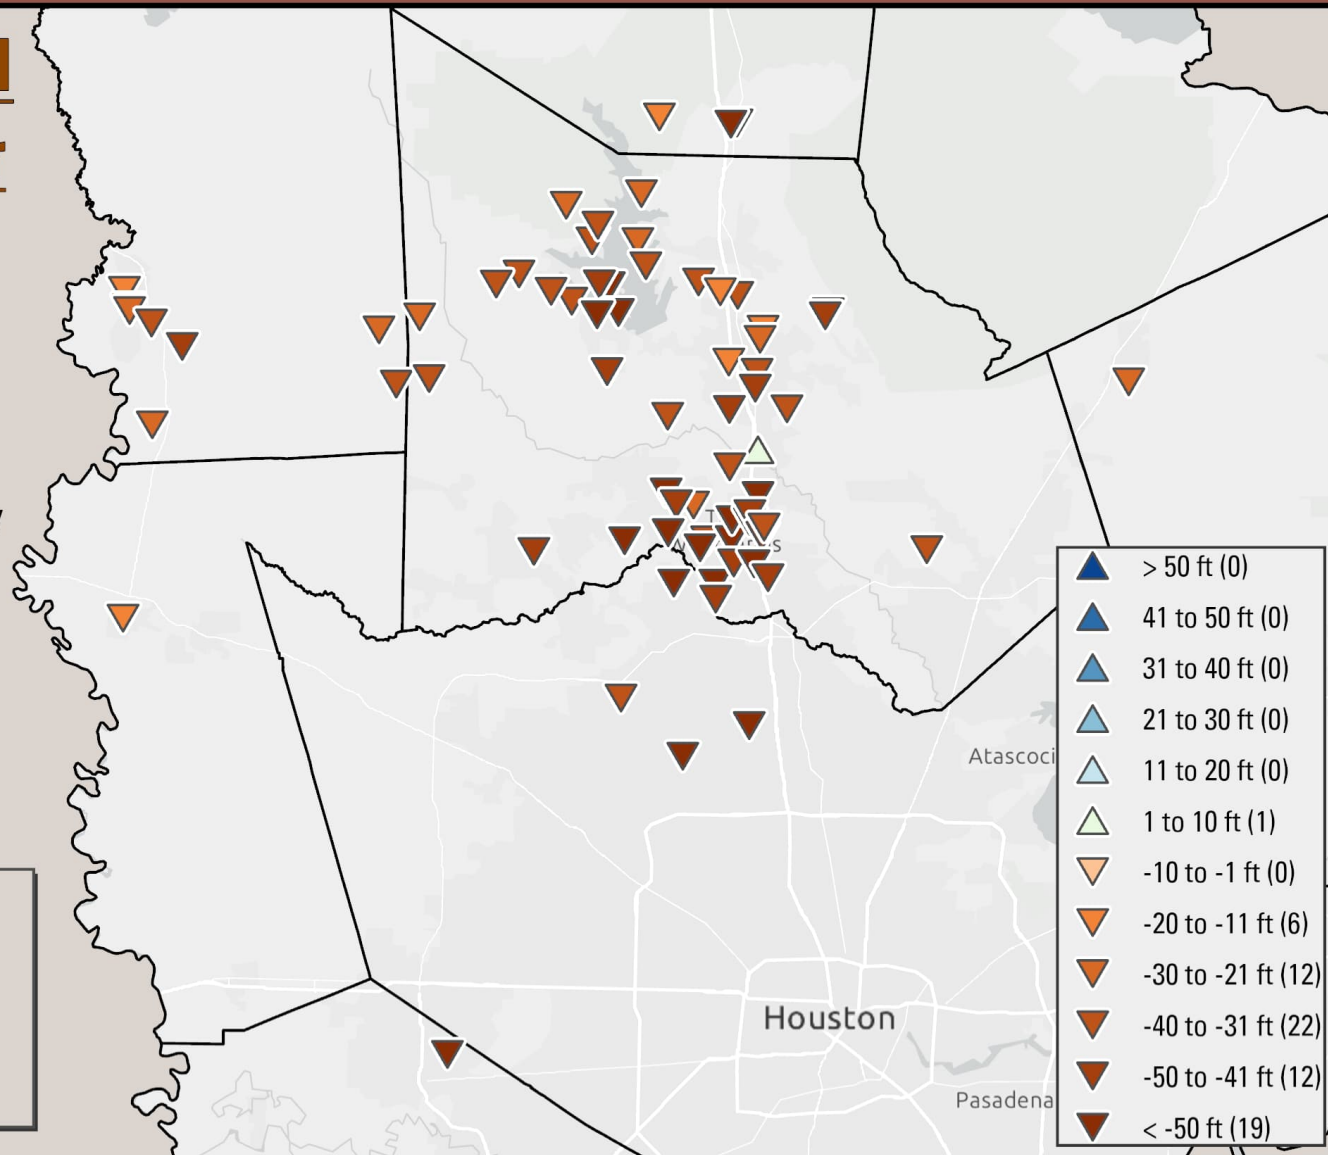 > 50 ft (0)
41 to 50 ft (0)
31 to 40 ft (0)
21 to 30 ft (0)
Atascoci
11 to 20 ft (0)
1 to 10 ft (1)
-10 to -1 ft (0)
-20 to -11 ft (6)
-30 to -21 ft (12)
Houston
-40 to -31 ft (22)
-50 to -41 ft (12)
Pasadena
< -50 ft (19)